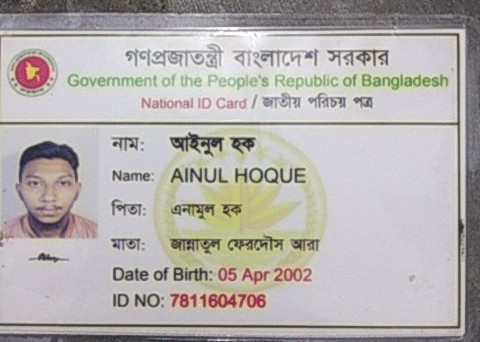 গণপ্রজাতন্ত্রী বাংলাদেশ সরকার
Government of the People's Republic of Bangladesh
National ID Card / জাতীয় পরিচয় পত্র
নাম: আইনুল হক
Name: AINUL HOQUE
পিতা: এনামুল হক
মাতা: জান্নাতুল ফেরদৌস আরা
Date of Birth: 05 Apr 2002
ID NO: 7811604706